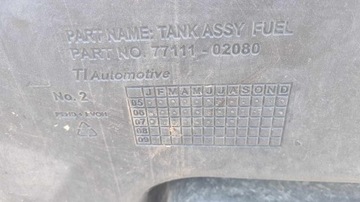 PART NAME: TANK ASSY FUEL
PART NO. 77111-02080
TI Automotive
No. 2
J F M A M J J A S O N D
05
06
07
08
09